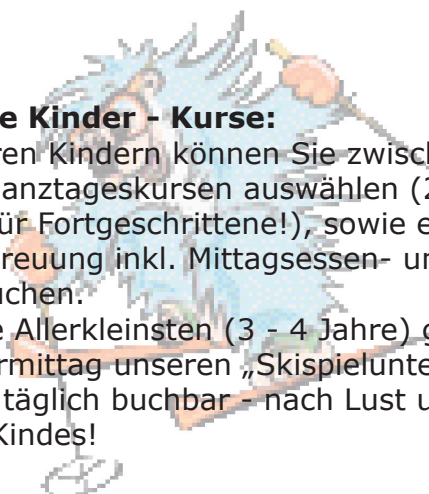 e Kinder - Kurse:
ren Kindern können Sie zwisch
anztageskursen auswählen (2
ür Fortgeschrittene!), sowie e
treuung inkl. Mittagsessen- un
uchen.
e Allerkleinsten (3 - 4 Jahre) g
rmittag unseren „Skispielunte
täglich buchbar - nach Lust u
Kindes!